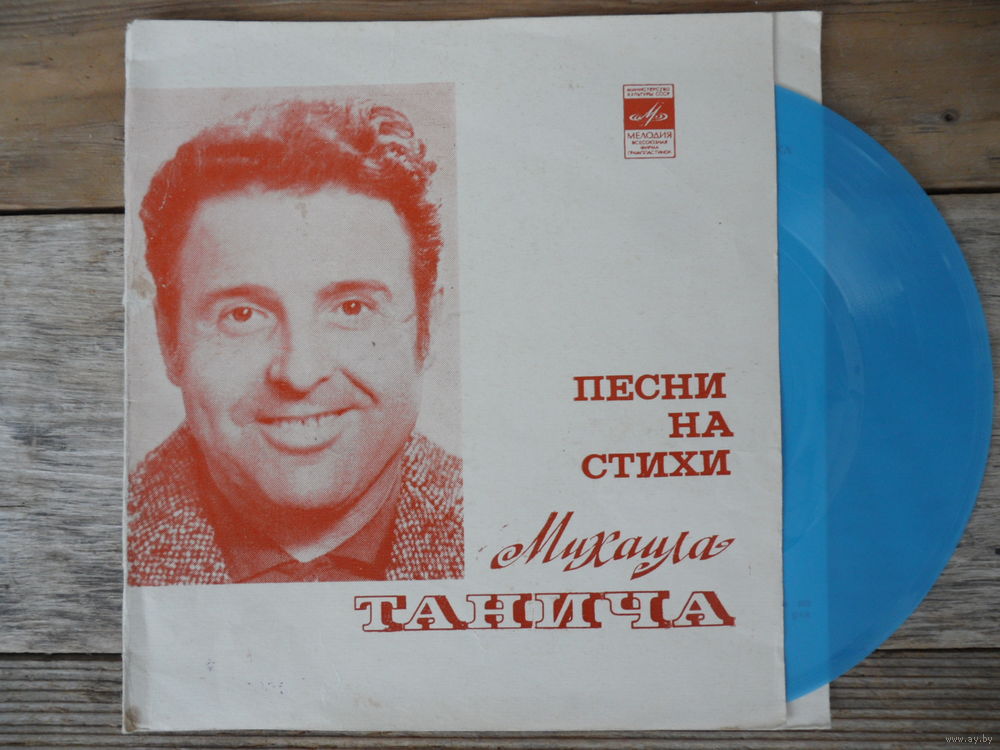 МИНИСТЕРСТВО
КУЛЬТУРЫ СССР
МЕЛОДИЯ
ВСЕСОЮЗНАЯ
ФИРМА
ГРАМПЛАСТИНОК
ПЕСНИ
НА
СТИХИ
Михаила
ТАНИЧА
www.ay.by